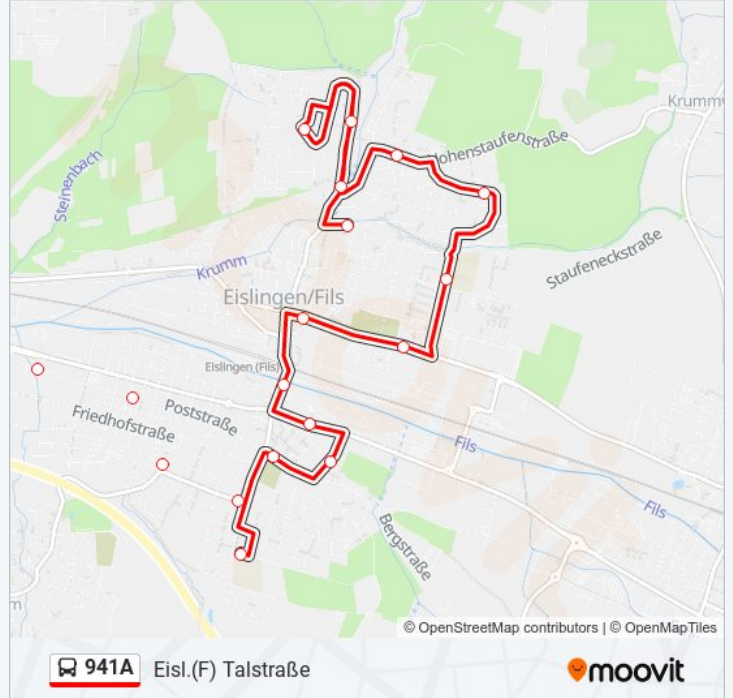 Krummw
Hohenstaufenstraße
Steinenbach
Staufeneckstraße
Krumm
Eislingen/Fils
Eislingen (Fils)
Poststraße
Friedhofstraße
Fils
Fils
Bergstraße
m
© OpenStreetMap contributors | © OpenMapTiles
941A Eisl.(F) Talstraße
moovit